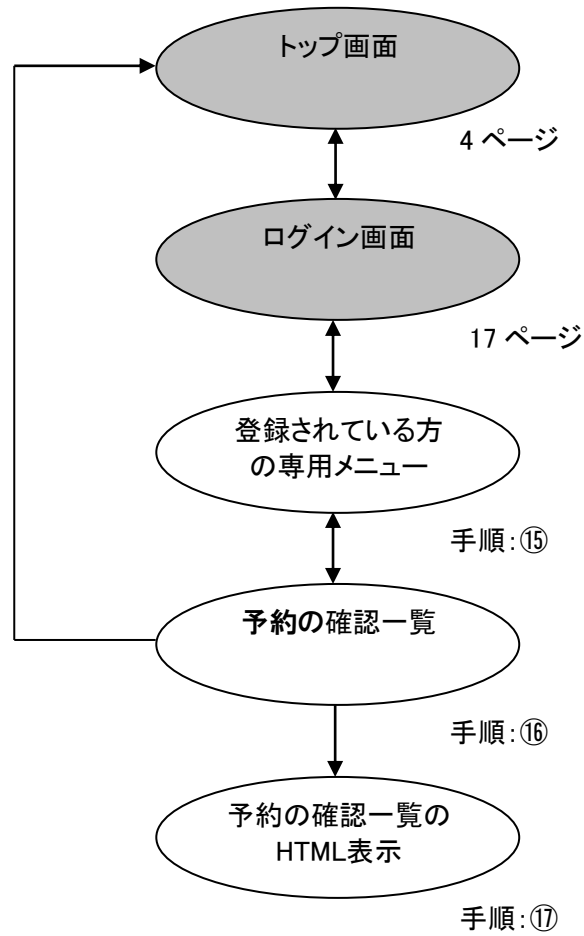 トップ画面
4 ページ
ログイン画面
17 ページ
登録されている方
の専用メニュー
手順:⑮
予約の確認一覧
手順:⑯
予約の確認一覧の
HTML表示
手順:⑰